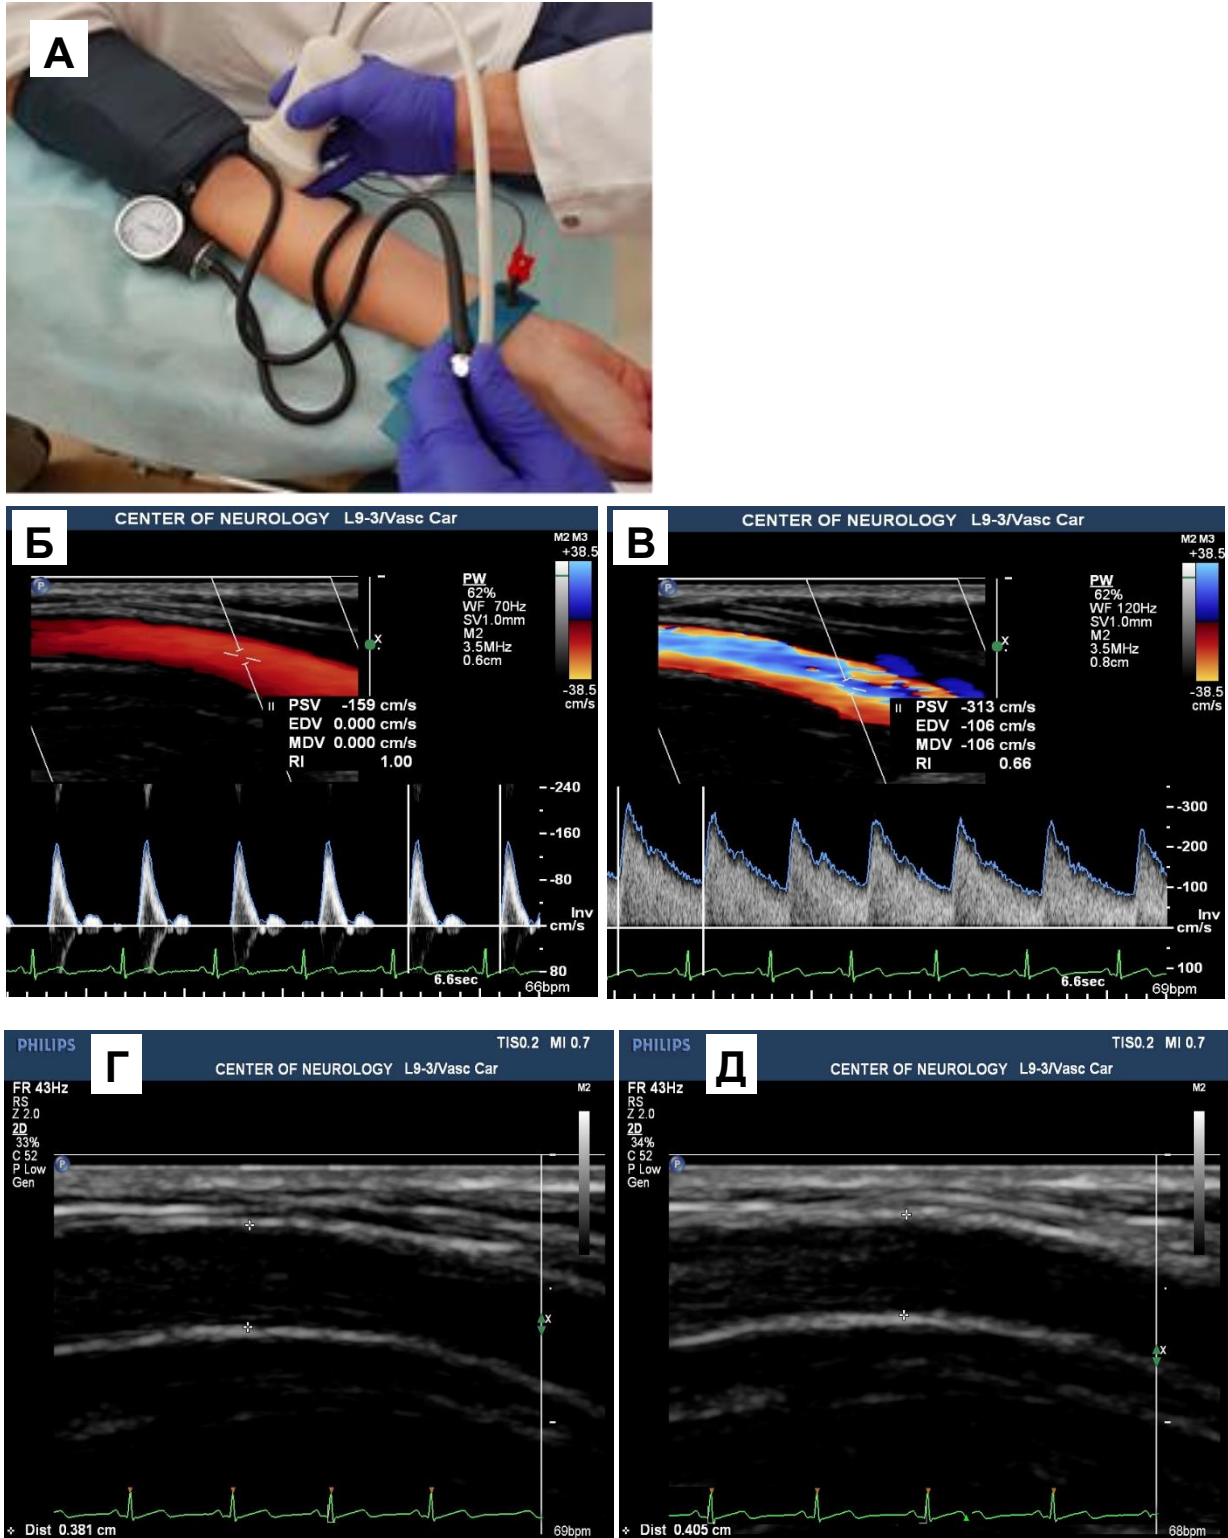 А
Б
CENTER OF NEUROLOGY L9-3/Vasc Car
M2 M3
+38.5
PW
62%
WF 70Hz
SV1.0mm
M2
3.5MHz
0.6cm
P
x
-38.5
cm/s
II PSV -159 cm/s
EDV 0.000 cm/s
MDV 0.000 cm/s
RI 1.00
-240
-160
-80
Inv
cm/s
80
6.6sec
66bpm
В
CENTER OF NEUROLOGY L9-3/Vasc Car
M2 M3
+38.5
PW
62%
WF 120Hz
SV1.0mm
M2
3.5MHz
0.8cm
P
x
-38.5
cm/s
II PSV -313 cm/s
EDV -106 cm/s
MDV -106 cm/s
RI 0.66
-300
-200
-100
Inv
cm/s
100
6.6sec
69bpm
Г
PHILIPS
TIS0.2 MI 0.7
CENTER OF NEUROLOGY L9-3/Vasc Car
FR 43Hz
RS
Z 2.0
2D
33%
C 52
P Low
Gen
M2
P
x
Dist 0.381 cm
69bpm
Д
PHILIPS
TIS0.2 MI 0.7
CENTER OF NEUROLOGY L9-3/Vasc Car
FR 43Hz
RS
Z 2.0
2D
34%
C 52
P Low
Gen
M2
P
x
Dist 0.405 cm
68bpm